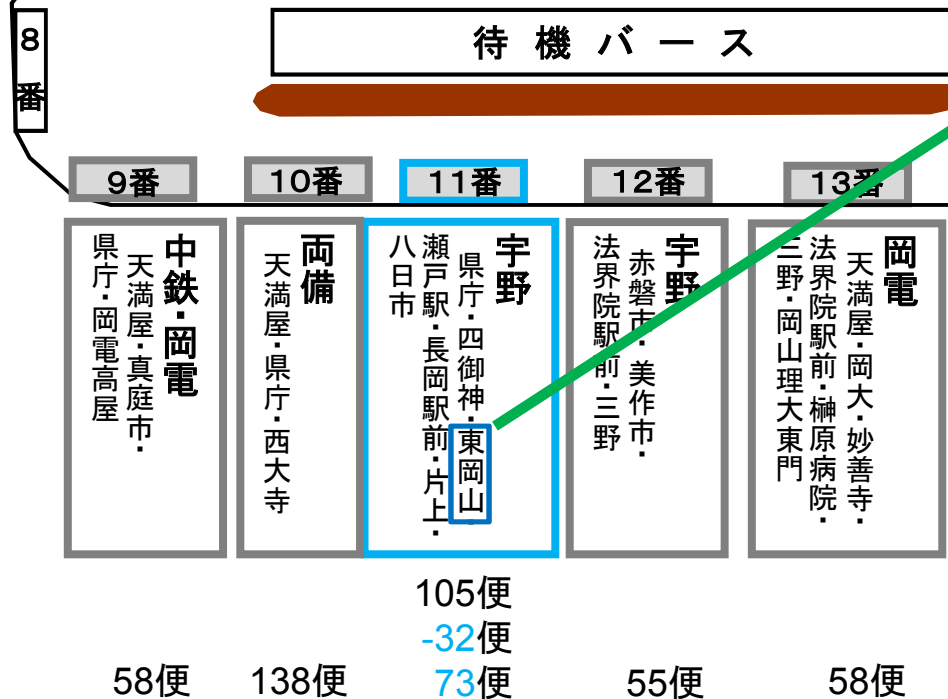 8番
待機バース
9番
10番
11番
12番
13番
中鉄・岡電
天満屋・真庭市・
県庁・岡電高屋
両備
天満屋・県庁・西大寺
宇野
県庁・四御神・東岡山・
瀬戸駅・長岡駅前・片上・
八日市
宇野
赤磐市・美作市・
法界院駅前・三野
岡電
天満屋・岡大・妙善寺・
法界院駅前・榊原病院・
三野・岡山理大東門
105便
-32便
58便
138便
73便
55便
58便